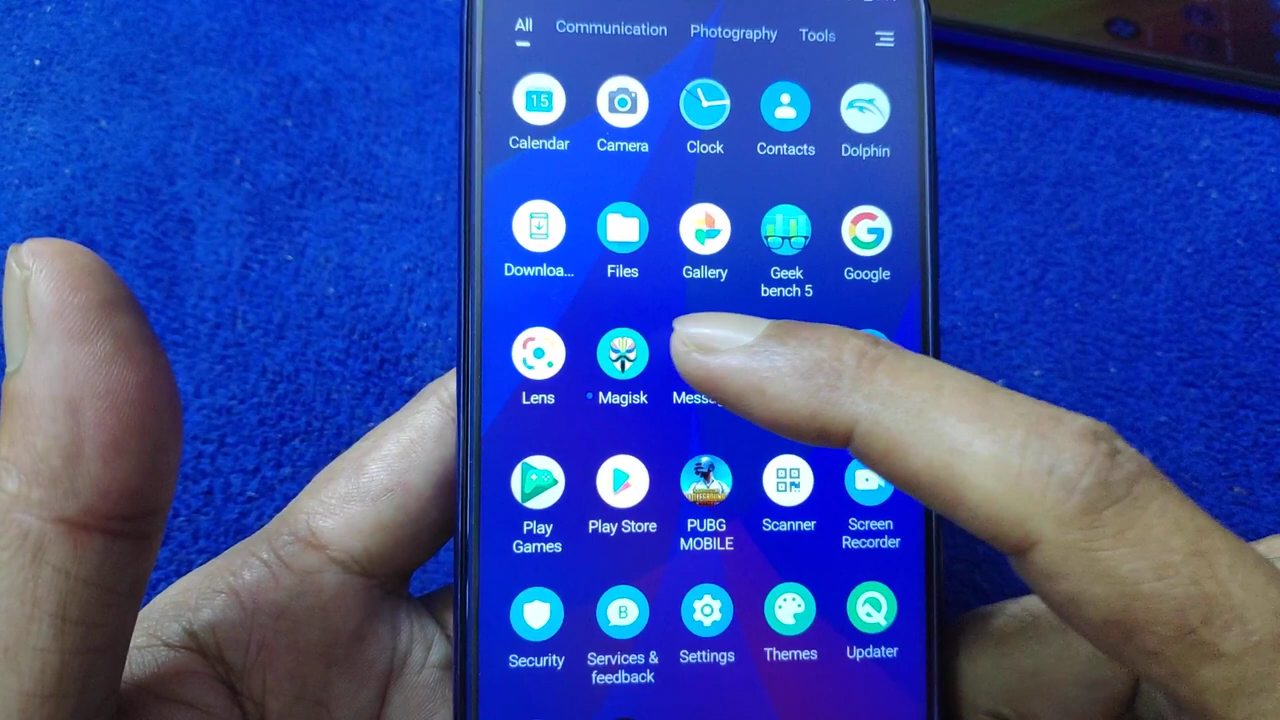 All Communication Photography Tools
15
Calendar Camera Clock Contacts Dolphin
Downloa... Files Gallery Geek
bench 5 Google
Lens Magisk
Play
Games Play Store PUBG
MOBILE Scanner Screen
Recorder
B
Security Services &
feedback Settings Themes Updater